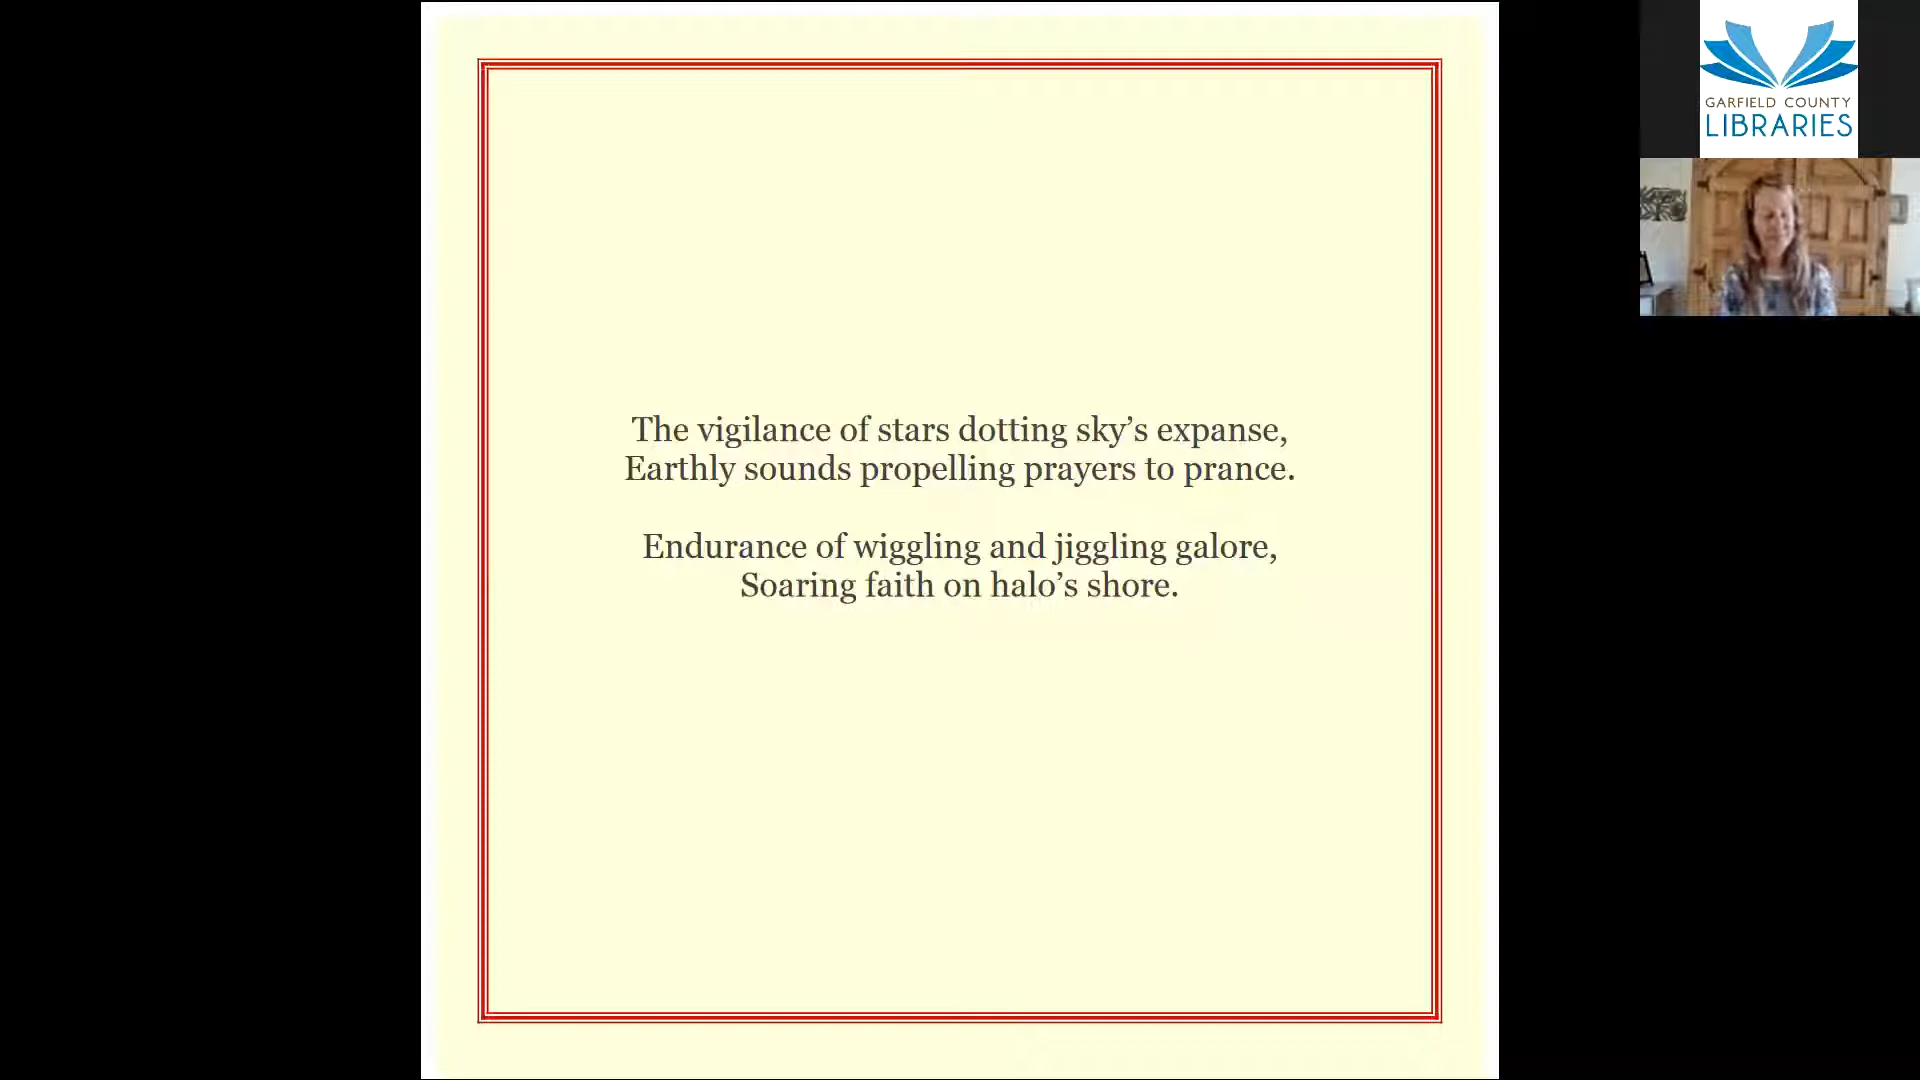 The vigilance of stars dotting sky’s expanse,
Earthly sounds propelling prayers to prance.
Endurance of wiggling and jiggling galore,
Soaring faith on halo’s shore.
GARFIELD COUNTY
LIBRARIES